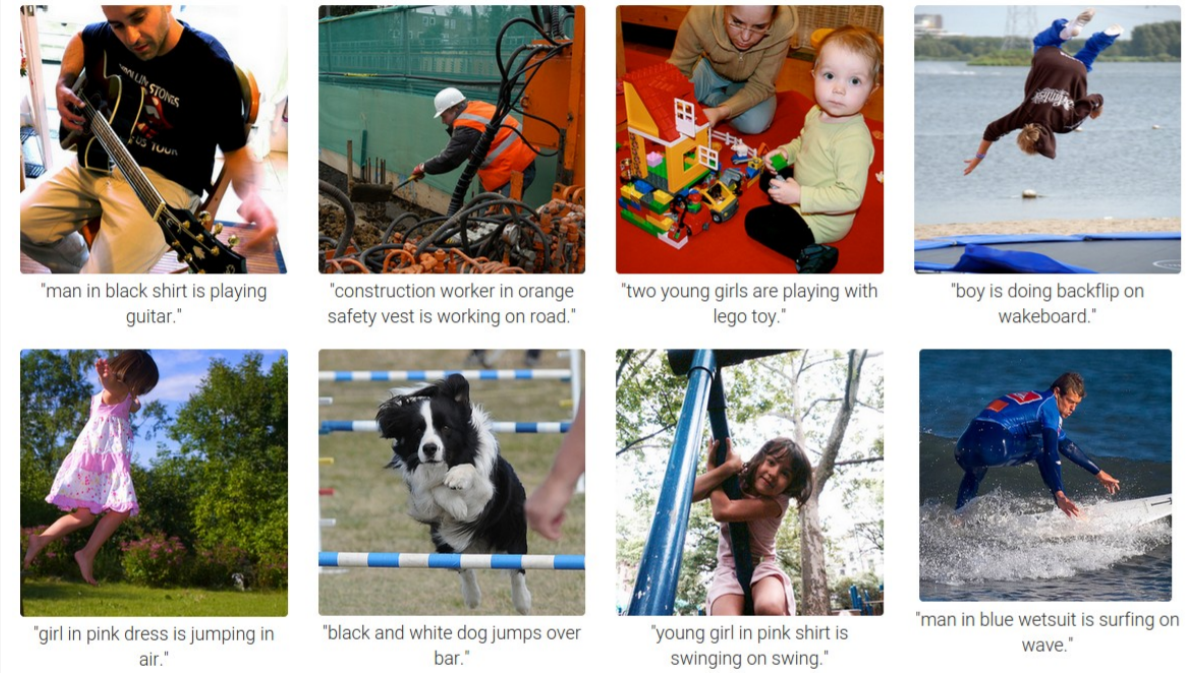 "man in black shirt is playing
guitar."
"construction worker in orange
safety vest is working on road."
"two young girls are playing with
lego toy."
"boy is doing backflip on
wakeboard."
"girl in pink dress is jumping in
air."
"black and white dog jumps over
bar."
"young girl in pink shirt is
swinging on swing."
"man in blue wetsuit is surfing on
wave."